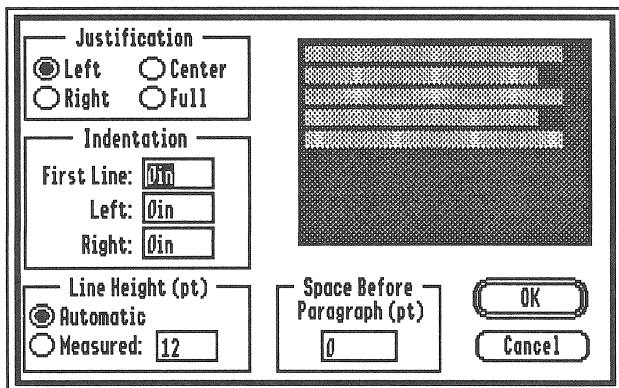 Justification
Left Center
Right Full
Indentation
First Line: 0in
Left: 0in
Right: 0in
Line Height (pt)
Automatic
Measured: 12
Space Before
Paragraph (pt)
0
OK
Cancel